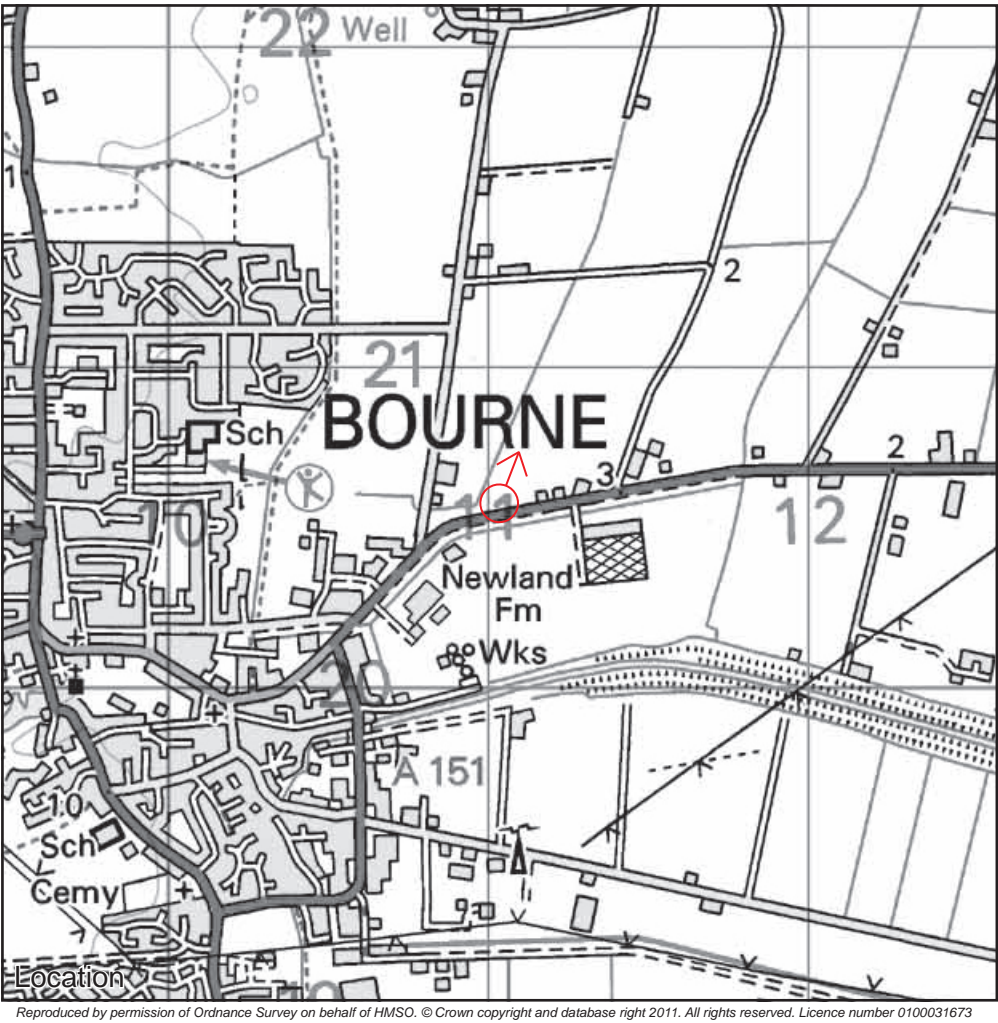 22 Well
1
2
21
BOURNE
Sch
2
3
10
11
12
Newland
Fm
Wks
20
A 151
10
Sch
Cemy
Location
Reproduced by permission of Ordnance Survey on behalf of HMSO. © Crown copyright and database right 2011. All rights reserved. Licence number 0100031673